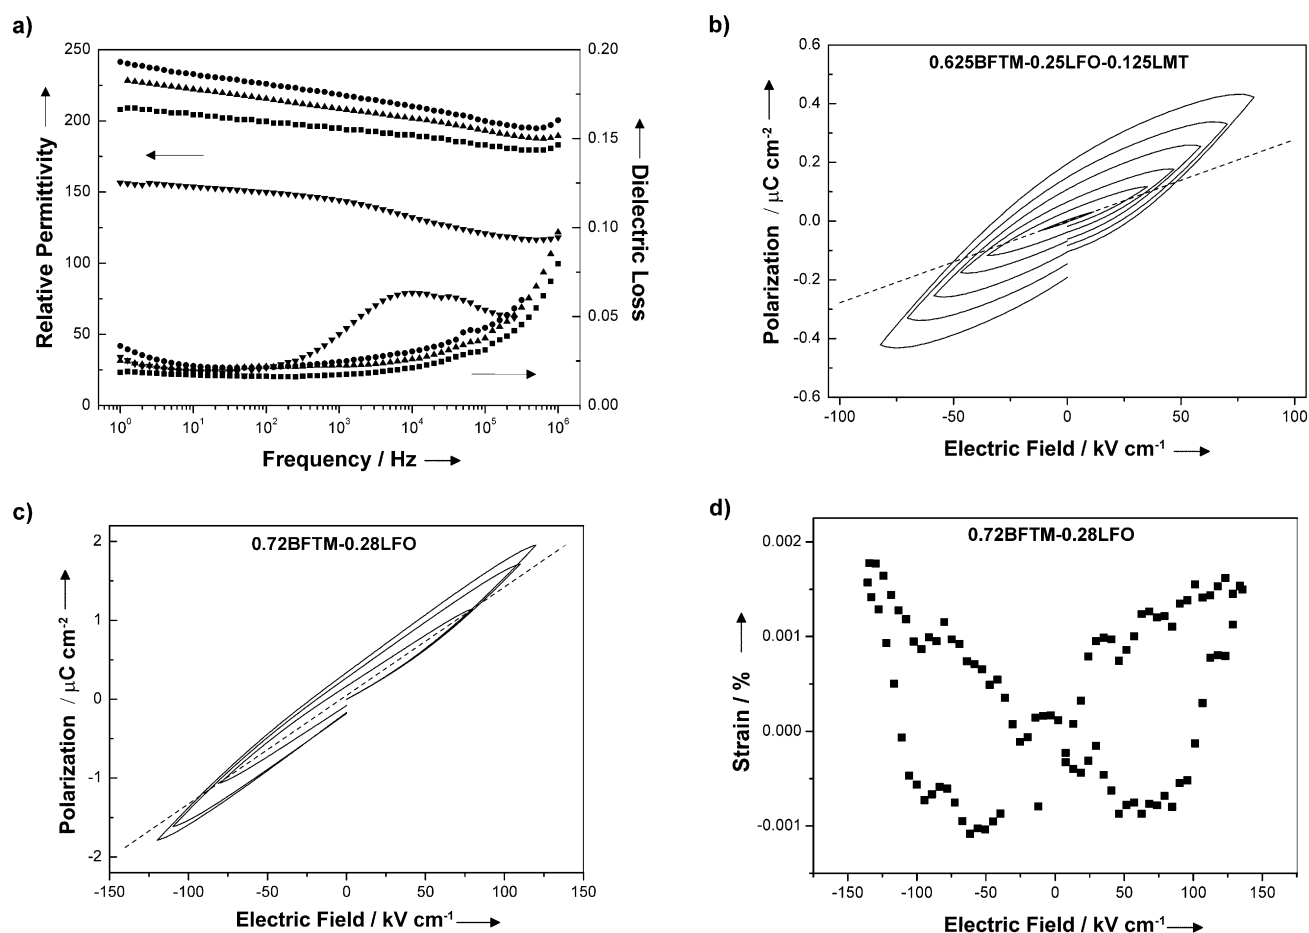 a)
250
200
150
100
50
0
0.20
0.15
0.10
0.05
0.00
Relative Permittivity
Dielectric Loss
10⁰ 10¹ 10² 10³ 10⁴ 10⁵ 10⁶
Frequency / Hz
b)
0.625BFTM-0.25LFO-0.125LMT
0.6
0.4
0.2
0.0
-0.2
-0.4
-0.6
Polarization / μC cm⁻²
-100 -50 0 50 100
Electric Field / kV cm⁻¹
c)
0.72BFTM-0.28LFO
2
1
0
-1
-2
Polarization / μC cm⁻²
-150 -100 -50 0 50 100 150
Electric Field / kV cm⁻¹
d)
0.72BFTM-0.28LFO
0.002
0.001
0.000
-0.001
Strain / %
-150 -100 -50 0 50 100 150
Electric Field / kV cm⁻¹